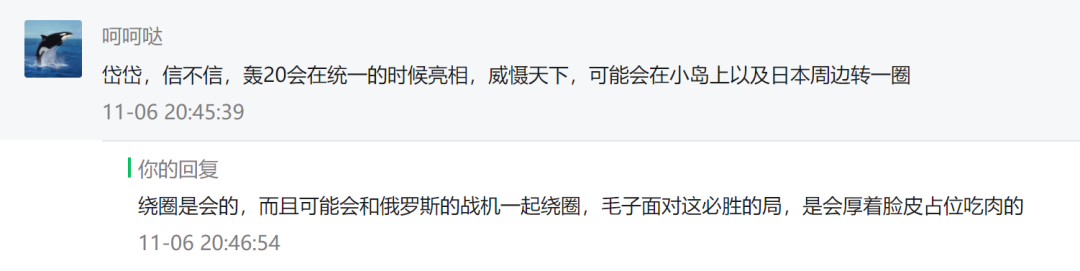 呵呵哒
岱岱，信不信，轰20会在统一的时候亮相，威慑天下，可能会在小岛上以及日本周边转一圈
11-06 20:45:39
你的回复
绕圈是会的，而且可能会和俄罗斯的战机一起绕圈，毛子面对这必胜的局，是会厚着脸皮占位吃肉的
11-06 20:46:54